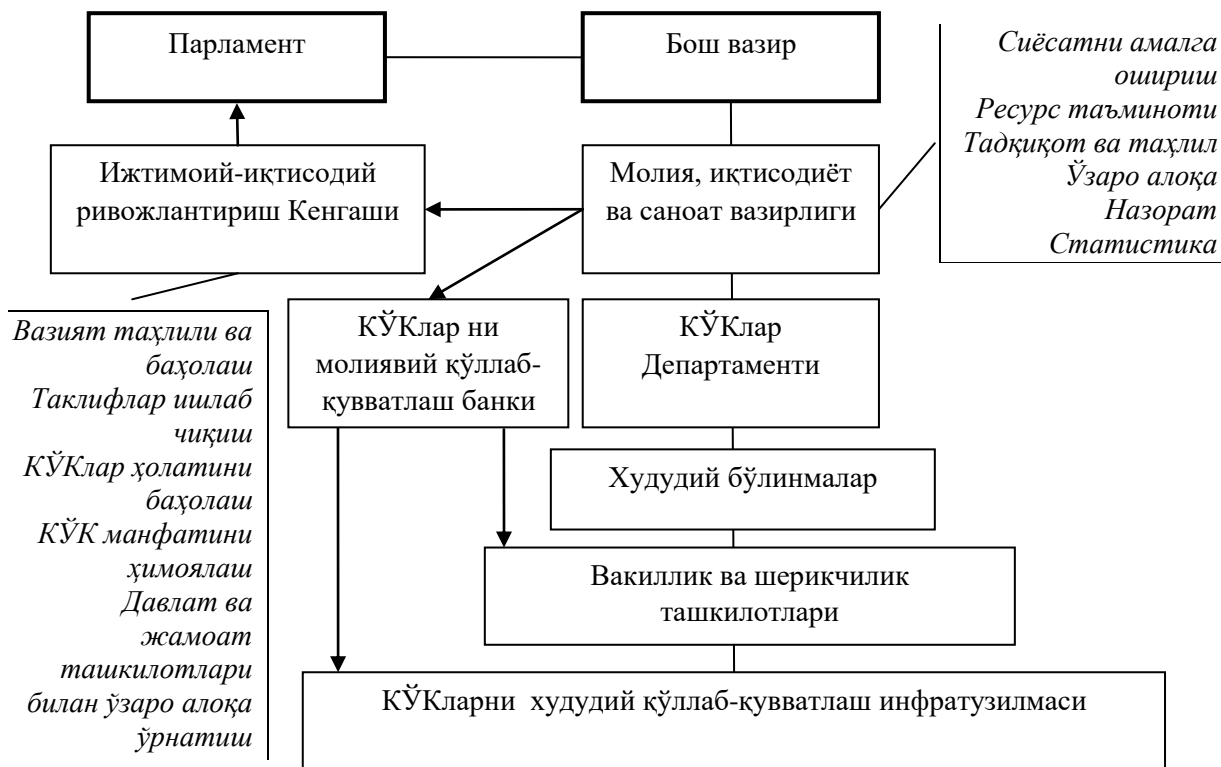 Парламент
Бош вазир
Сиёсатни амалга
ошириш
Ресурс таъминоти
Тадқиқот ва таҳлил
Ўзаро алоқа
Назорат
Статистика
Ижтимоий-иқтисодий
ривожлантириш Кенгаши
Молия, иқтисодиёт
ва саноат вазирлиги
Вазият таҳлили ва
баҳолаш
Таклифлар ишлаб
чиқиш
КЎКлар ҳолатини
баҳолаш
КЎК манфатини
ҳимоялаш
Давлат ва
жамоат
ташкилотлари
билан ўзаро алоқа
ўрнатиш
КЎКлар ни
молиявий қўллаб-
қувватлаш банки
КЎКлар
Департаменти
Худудий бўлинмалар
Вакиллик ва шерикчилик
ташкилотлари
КЎКларни худудий қўллаб-қувватлаш инфратузилмаси